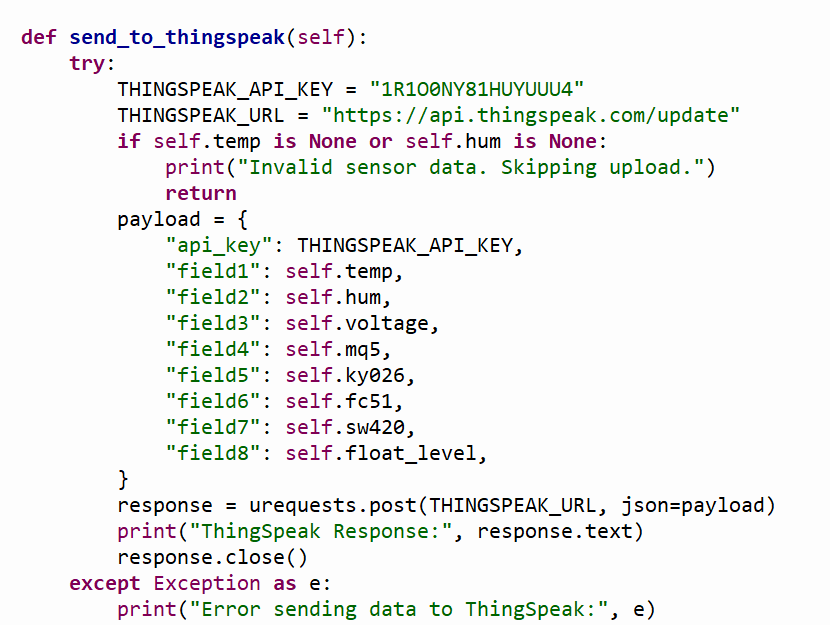 def send_to_thingspeak(self):
    try:
        THINGSPEAK_API_KEY = "1R1O0NY81HUYUUU4"
        THINGSPEAK_URL = "https://api.thingspeak.com/update"
        if self.temp is None or self.hum is None:
            print("Invalid sensor data. Skipping upload.")
            return
        payload = {
            "api_key": THINGSPEAK_API_KEY,
            "field1": self.temp,
            "field2": self.hum,
            "field3": self.voltage,
            "field4": self.mq5,
            "field5": self.ky026,
            "field6": self.fc51,
            "field7": self.sw420,
            "field8": self.float_level,
        }
        response = urequests.post(THINGSPEAK_URL, json=payload)
        print("ThingSpeak Response:", response.text)
        response.close()
    except Exception as e:
        print("Error sending data to ThingSpeak:", e)